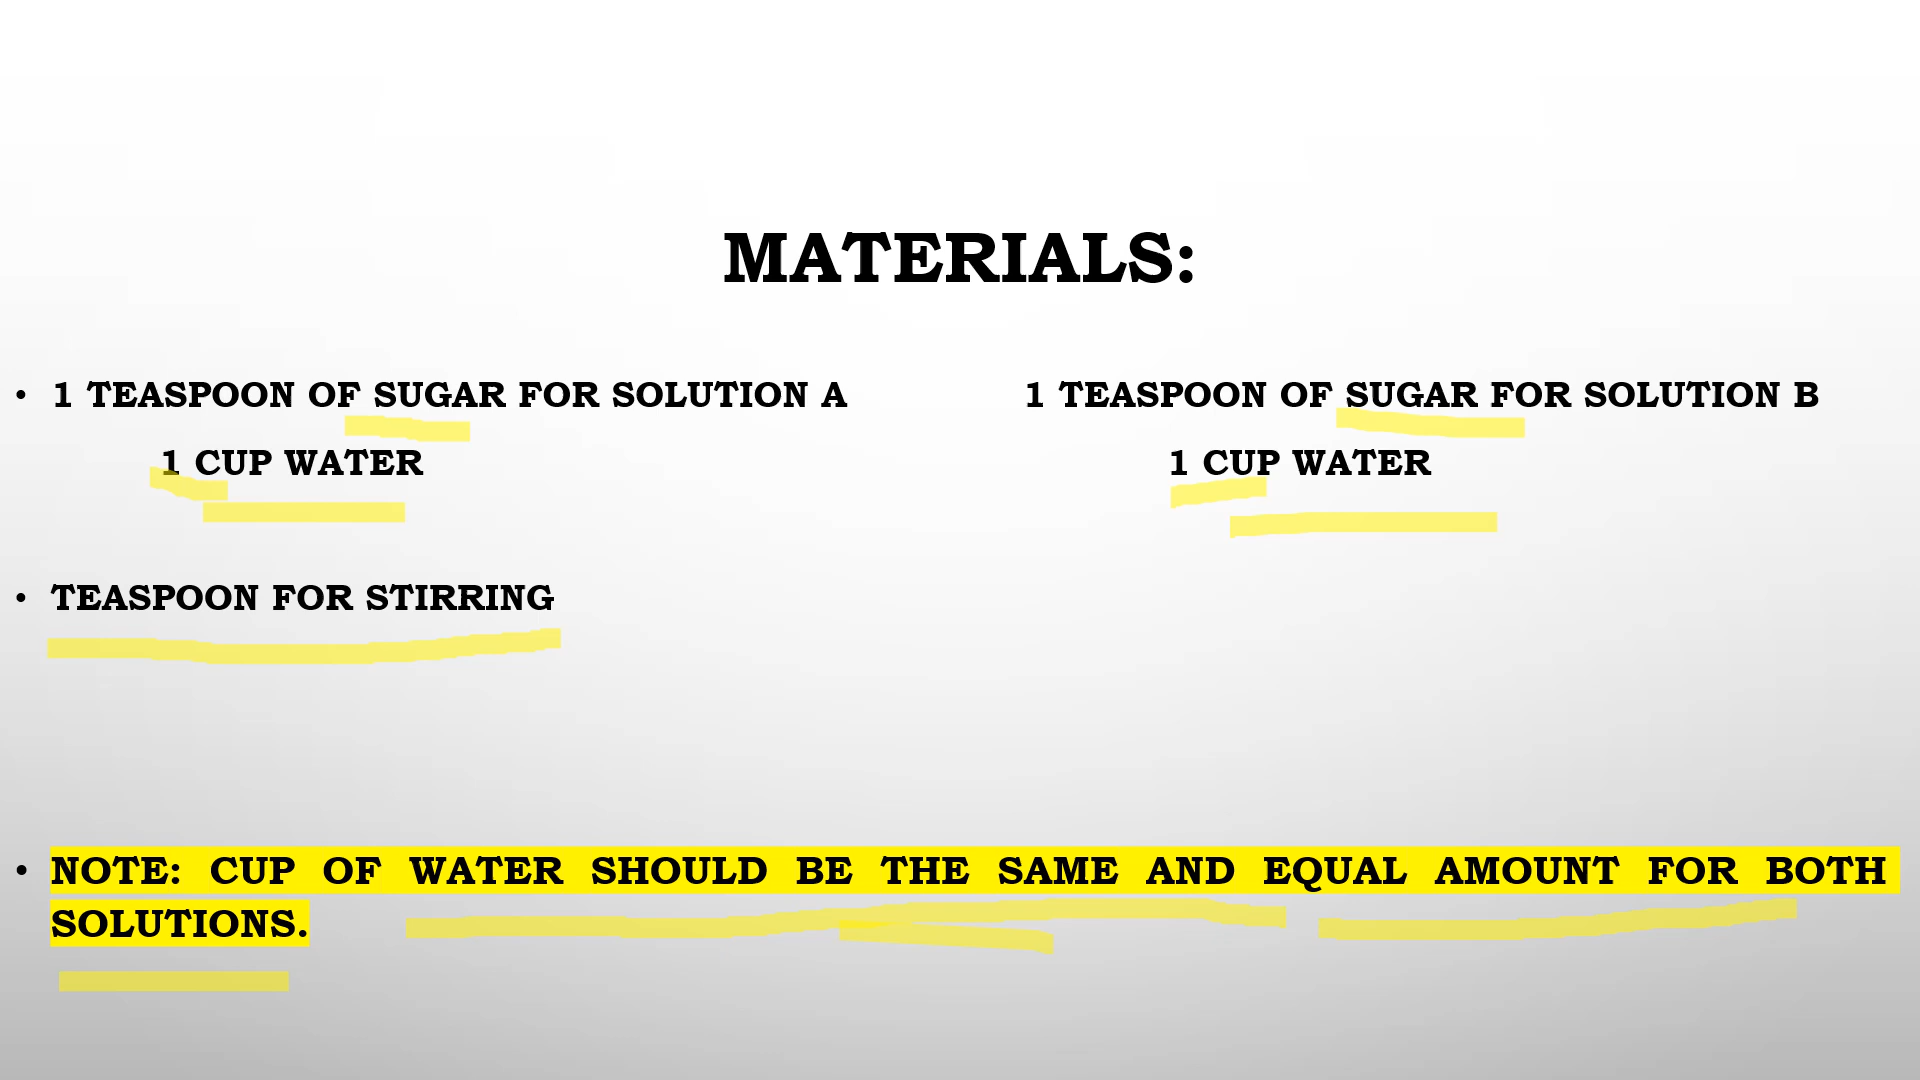 MATERIALS:
• 1 TEASPOON OF SUGAR FOR SOLUTION A 1 TEASPOON OF SUGAR FOR SOLUTION B
1 CUP WATER 1 CUP WATER
• TEASPOON FOR STIRRING
• NOTE: CUP OF WATER SHOULD BE THE SAME AND EQUAL AMOUNT FOR BOTH
SOLUTIONS.